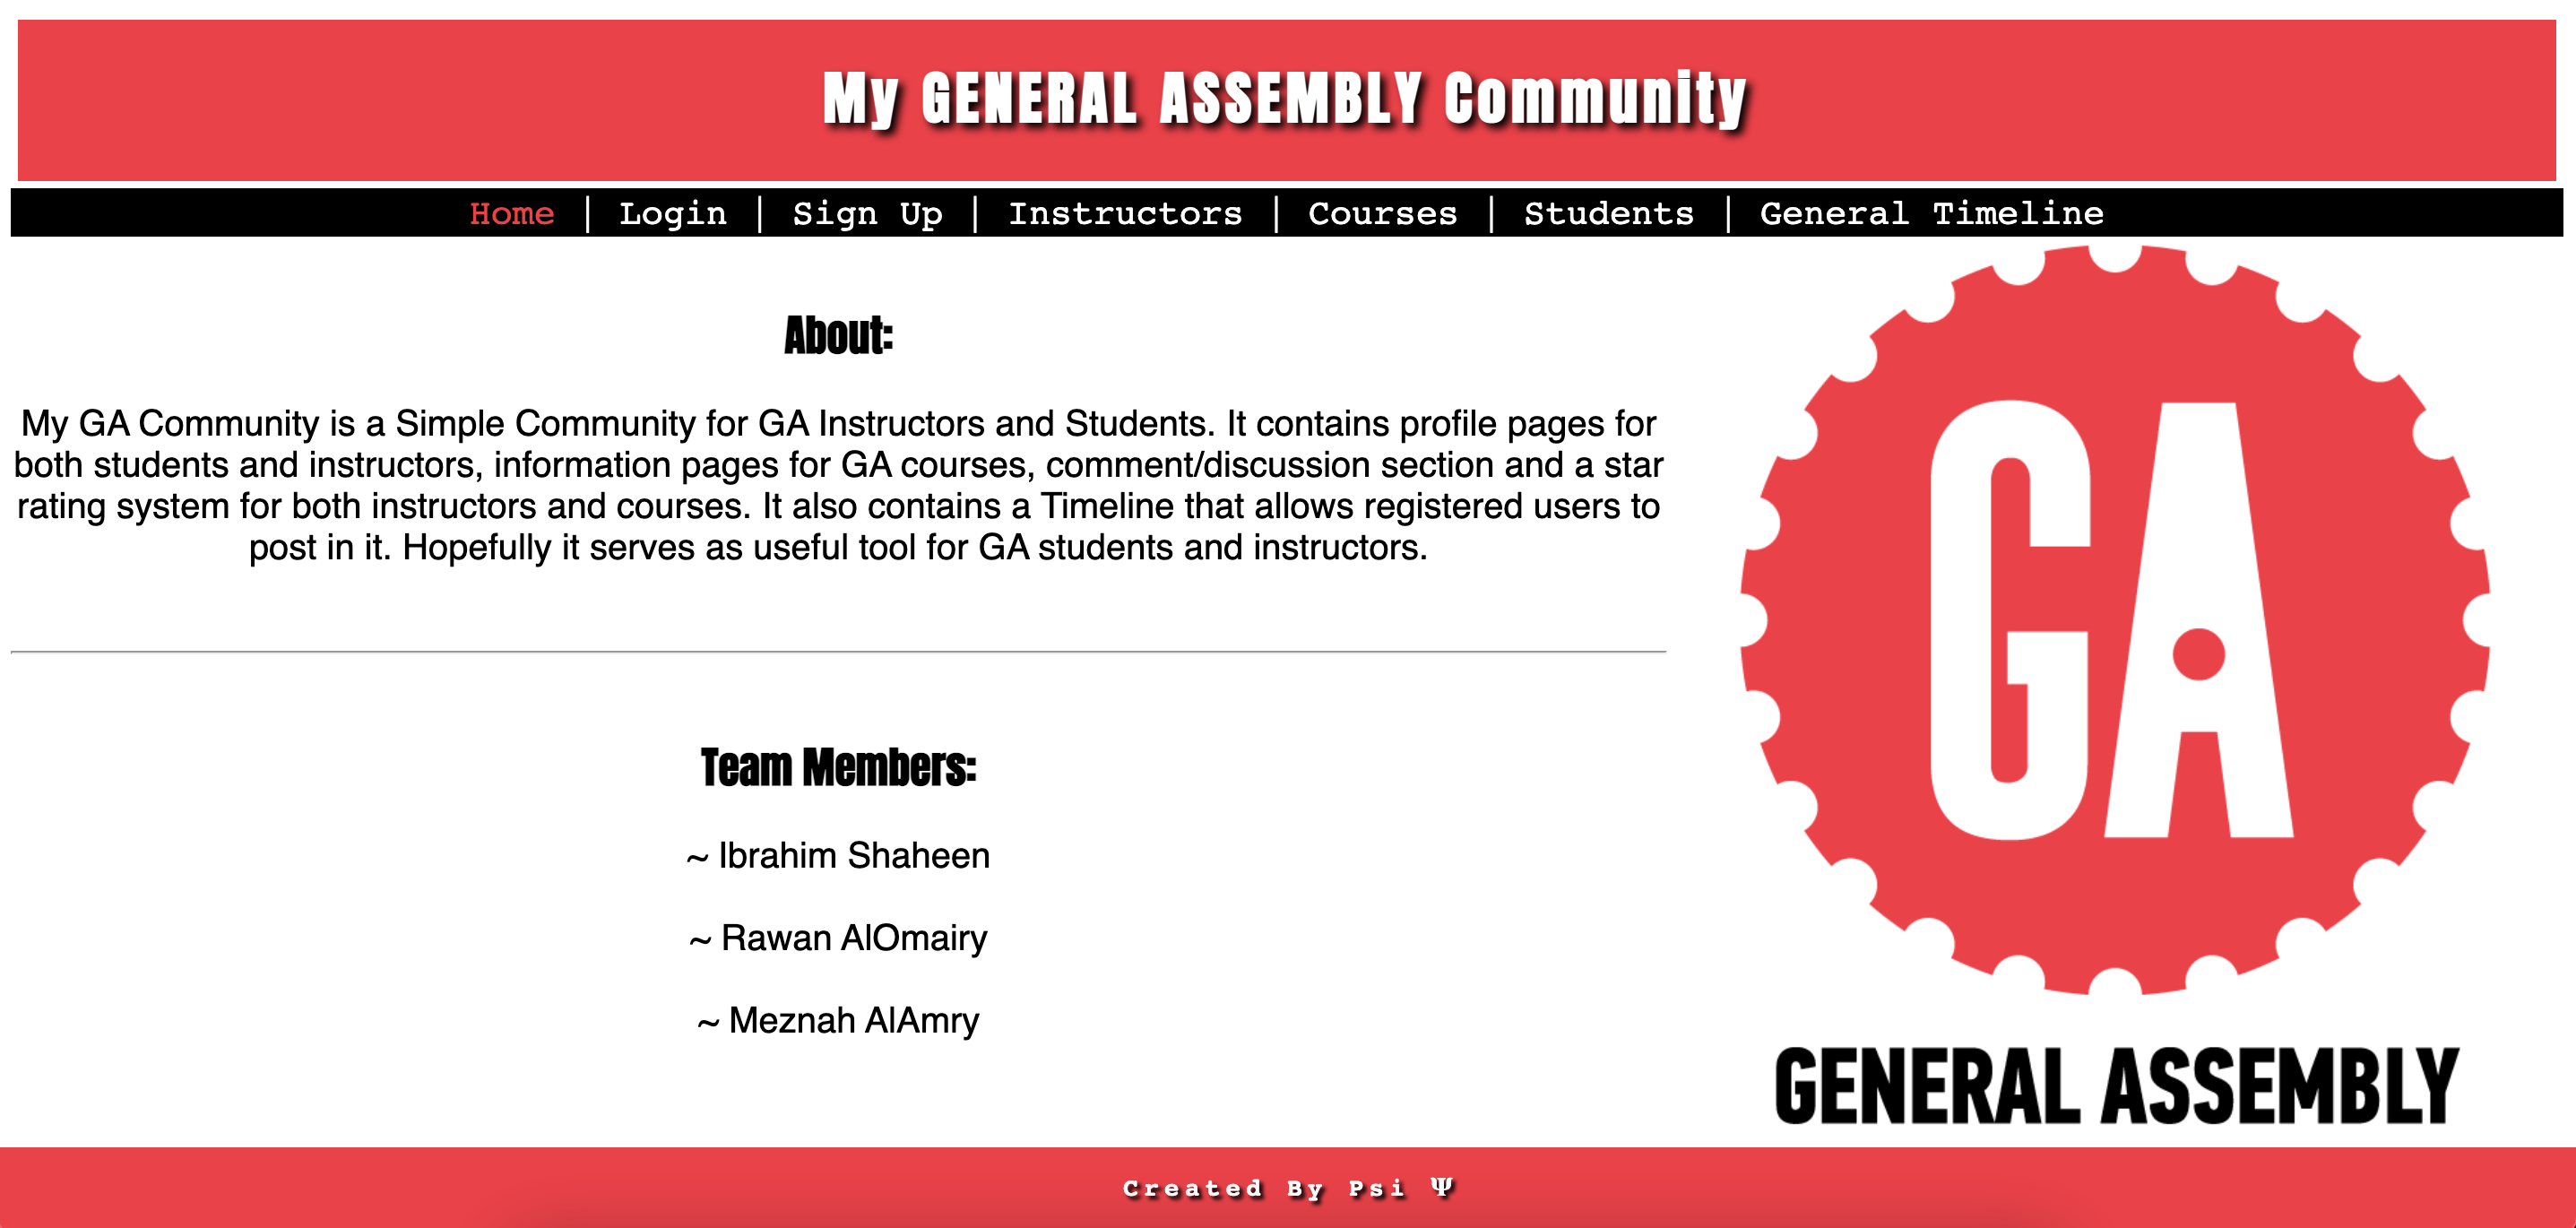 My GENERAL ASSEMBLY Community
Home | Login | Sign Up | Instructors | Courses | Students | General Timeline
About:
My GA Community is a Simple Community for GA Instructors and Students. It contains profile pages for
both students and instructors, information pages for GA courses, comment/discussion section and a star
rating system for both instructors and courses. It also contains a Timeline that allows registered users to
post in it. Hopefully it serves as useful tool for GA students and instructors.
Team Members:
~ Ibrahim Shaheen
~ Rawan AlOmairy
~ Meznah AlAmry
GA
GENERAL ASSEMBLY
Created By Psi Ψ